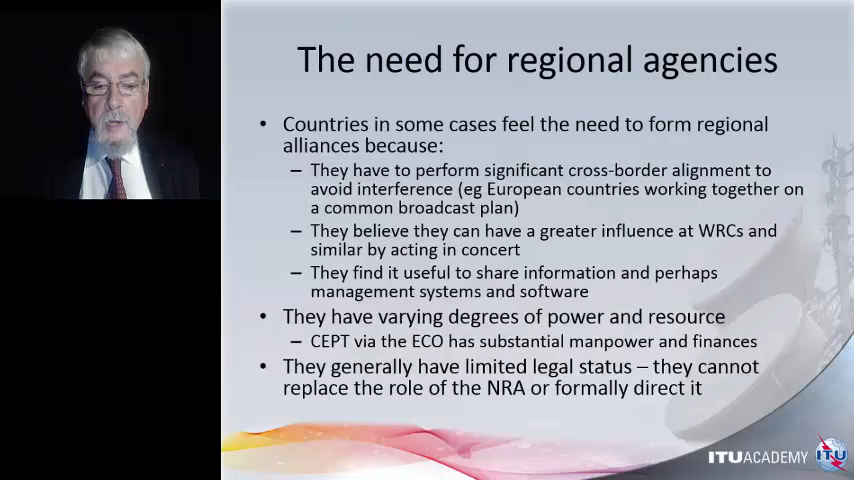 The need for regional agencies
• Countries in some cases feel the need to form regional
alliances because:
– They have to perform significant cross-border alignment to
avoid interference (eg European countries working together on
a common broadcast plan)
– They believe they can have a greater influence at WRCs and
similar by acting in concert
– They find it useful to share information and perhaps
management systems and software
• They have varying degrees of power and resource
– CEPT via the ECO has substantial manpower and finances
• They generally have limited legal status – they cannot
replace the role of the NRA or formally direct it
ITUACADEMY
ITU